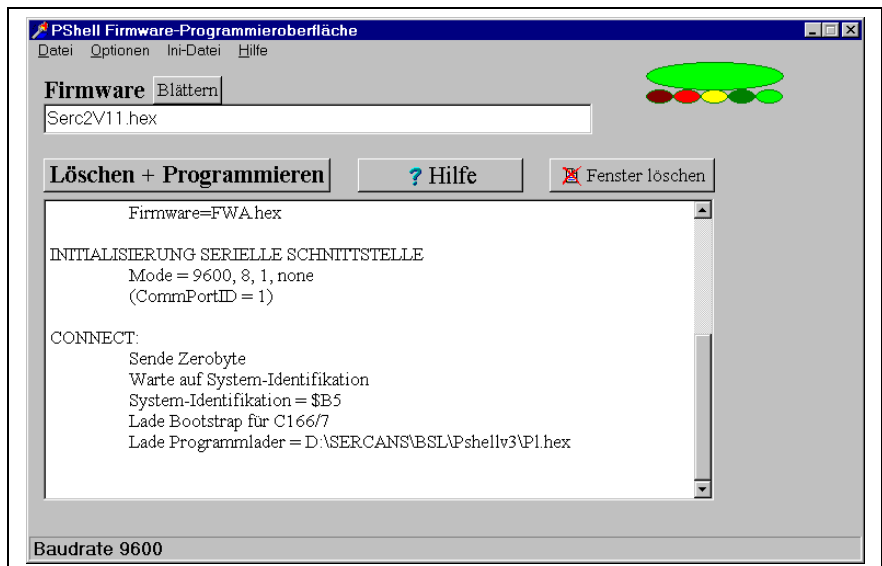 PShell Firmware-Programmieroberfläche
Datei Optionen Ini-Datei Hilfe
Firmware Blättern
Serc2V11.hex
Löschen + Programmieren ? Hilfe Fenster löschen
Firmware=FWA.hex
INITIALISIERUNG SERIELLE SCHNITTSTELLE
Mode = 9600, 8, 1, none
(CommPortID = 1)
CONNECT:
Sende Zerobyte
Warte auf System-Identifikation
System-Identifikation = $B5
Lade Bootstrap für C166/7
Lade Programmlader = D:\SERCANS\BSL\Pshellv3\Pl.hex
Baudrate 9600